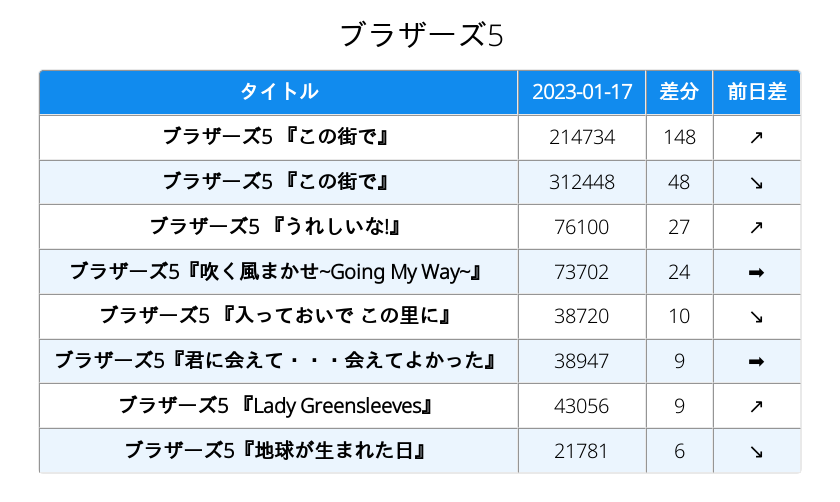 ブラザーズ5
タイトル 2023-01-17 差分 前日差
ブラザーズ5 『この街で』 214734 148 ↗
ブラザーズ5 『この街で』 312448 48 ↘
ブラザーズ5 『うれしいな!』 76100 27 ↗
ブラザーズ5『吹く風まかせ~Going My Way~』 73702 24 ➡
ブラザーズ5 『入っておいで この里に』 38720 10 ↘
ブラザーズ5『君に会えて・・・会えてよかった』 38947 9 ➡
ブラザーズ5 『Lady Greensleeves』 43056 9 ↗
ブラザーズ5『地球が生まれた日』 21781 6 ↘